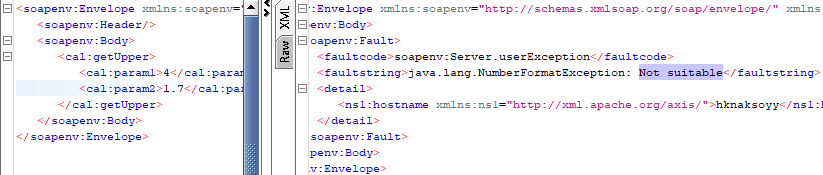 <soapenv:Envelope xmlns:soapenv="
<soapenv:Header/>
<soapenv:Body>
<cal:getUpper>
<cal:param1>4</cal:param
<cal:param2>1.7</cal:par
</cal:getUpper>
</soapenv:Body>
</soapenv:Envelope>
XML
Raw
r:Envelope xmlns:soapenv="http://schemas.xmlsoap.org/soap/envelope/" xmlns
penv:Body>
soapenv:Fault>
<faultcode>soapenv:Server.userException</faultcode>
<faultstring>java.lang.NumberFormatException: Not suitable</faultstring>
<detail>
<ns1:hostname xmlns:ns1="http://xml.apache.org/axis/">hknaksoyy</ns1:h
</detail>
/soapenv:Fault>
penv:Body>
env:Envelope>